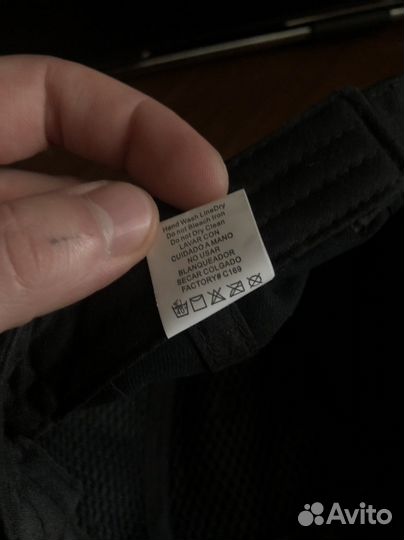 Hand Wash LineDry
Do not Bleach Iron
Do not Dry Clean
LAVAR CON
CUIDADO A MANO
NO USAR
BLANQUEADOR
SECAR COLGADO
FACTORY# C169
Avito